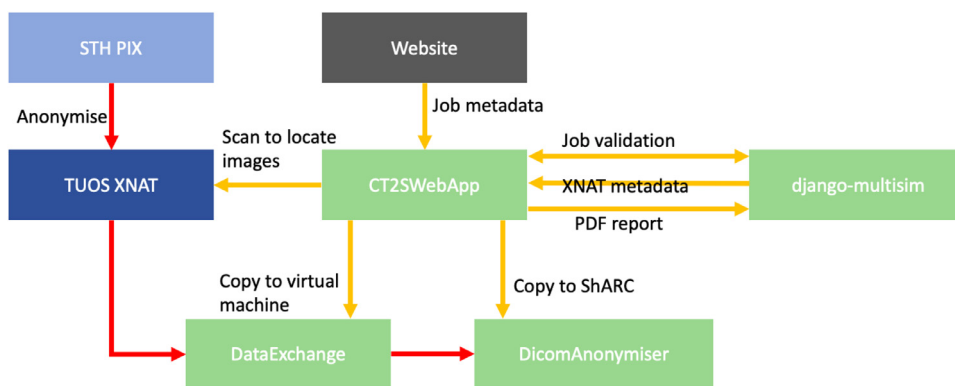 STH PIX
Website
Anonymise
Job metadata
Scan to locate
images
Job validation
TUOS XNAT
CT2SWebApp
XNAT metadata
django-multisim
PDF report
Copy to virtual
machine
Copy to ShARC
DataExchange
DicomAnonymiser